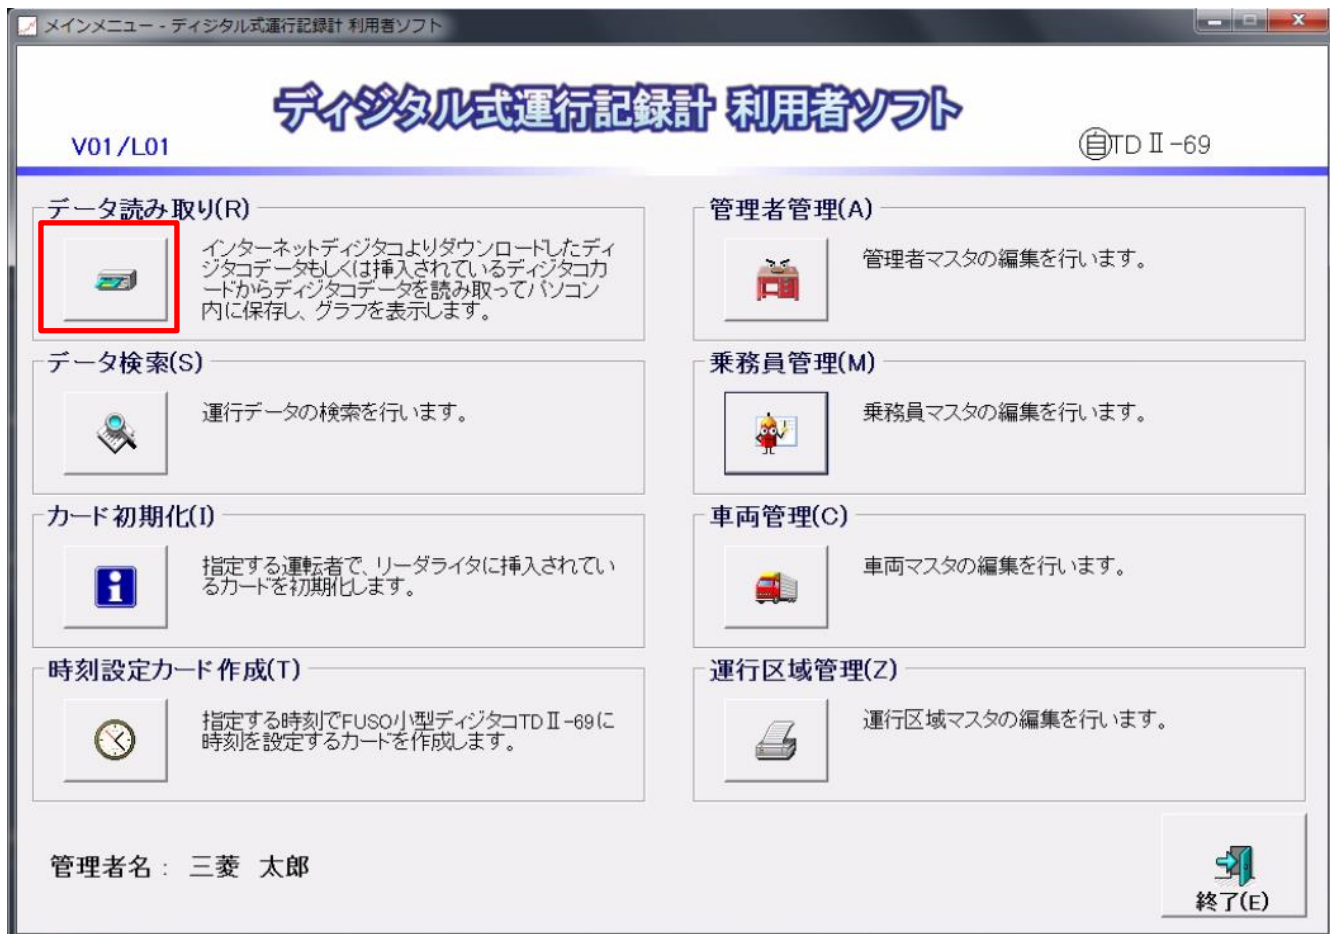 メインメニュー - ディジタル式運行記録計 利用者ソフト
ディジタル式運行記録計 利用者ソフト
V01/L01
自TDⅡ-69
データ読み取り(R)
インターネットディジタコよりダウンロードしたディ
ジタコデータもしくは挿入されているディジタコカ
ードからディジタコデータを読み取ってパソコン
内に保存し、グラフを表示します。
管理者管理(A)
管理者マスタの編集を行います。
データ検索(S)
運行データの検索を行います。
乗務員管理(M)
乗務員マスタの編集を行います。
カード初期化(I)
指定する運転者で、リーダライタに挿入されてい
るカードを初期化します。
車両管理(C)
車両マスタの編集を行います。
時刻設定カード作成(T)
指定する時刻でFUSO小型ディジタコTDⅡ-69に
時刻を設定するカードを作成します。
運行区域管理(Z)
運行区域マスタの編集を行います。
管理者名： 三菱 太郎
終了(E)